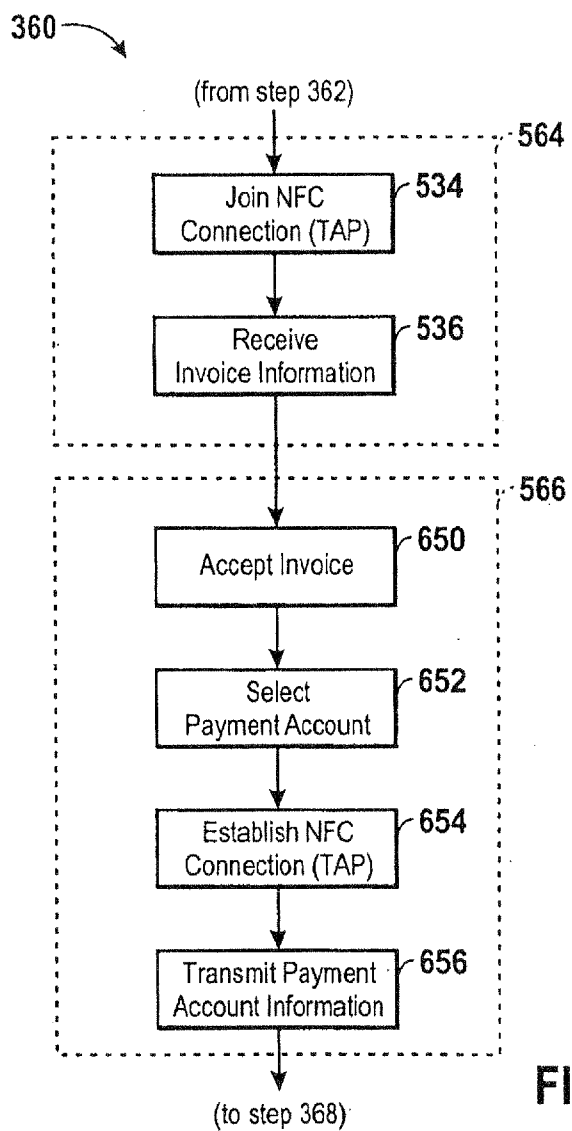 360
(from step 362)
564
Join NFC
Connection (TAP)
534
Receive
Invoice Information
536
566
Accept Invoice
650
Select
Payment Account
652
Establish NFC
Connection (TAP)
654
Transmit Payment
Account Information
656
(to step 368)
FI